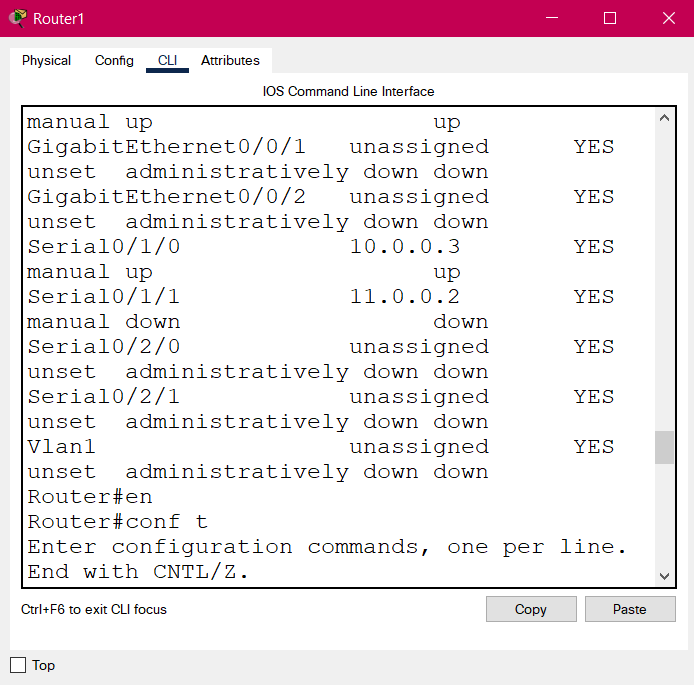 Router1
Physical Config CLI Attributes
IOS Command Line Interface
manual up                    up
GigabitEthernet0/0/1   unassigned      YES
unset  administratively down down
GigabitEthernet0/0/2   unassigned      YES
unset  administratively down down
Serial0/1/0            10.0.0.3        YES
manual up                    up
Serial0/1/1            11.0.0.2        YES
manual down                  down
Serial0/2/0            unassigned      YES
unset  administratively down down
Serial0/2/1            unassigned      YES
unset  administratively down down
Vlan1                  unassigned      YES
unset  administratively down down
Router#en
Router#conf t
Enter configuration commands, one per line.
End with CNTL/Z.
Ctrl+F6 to exit CLI focus
Copy
Paste
Top